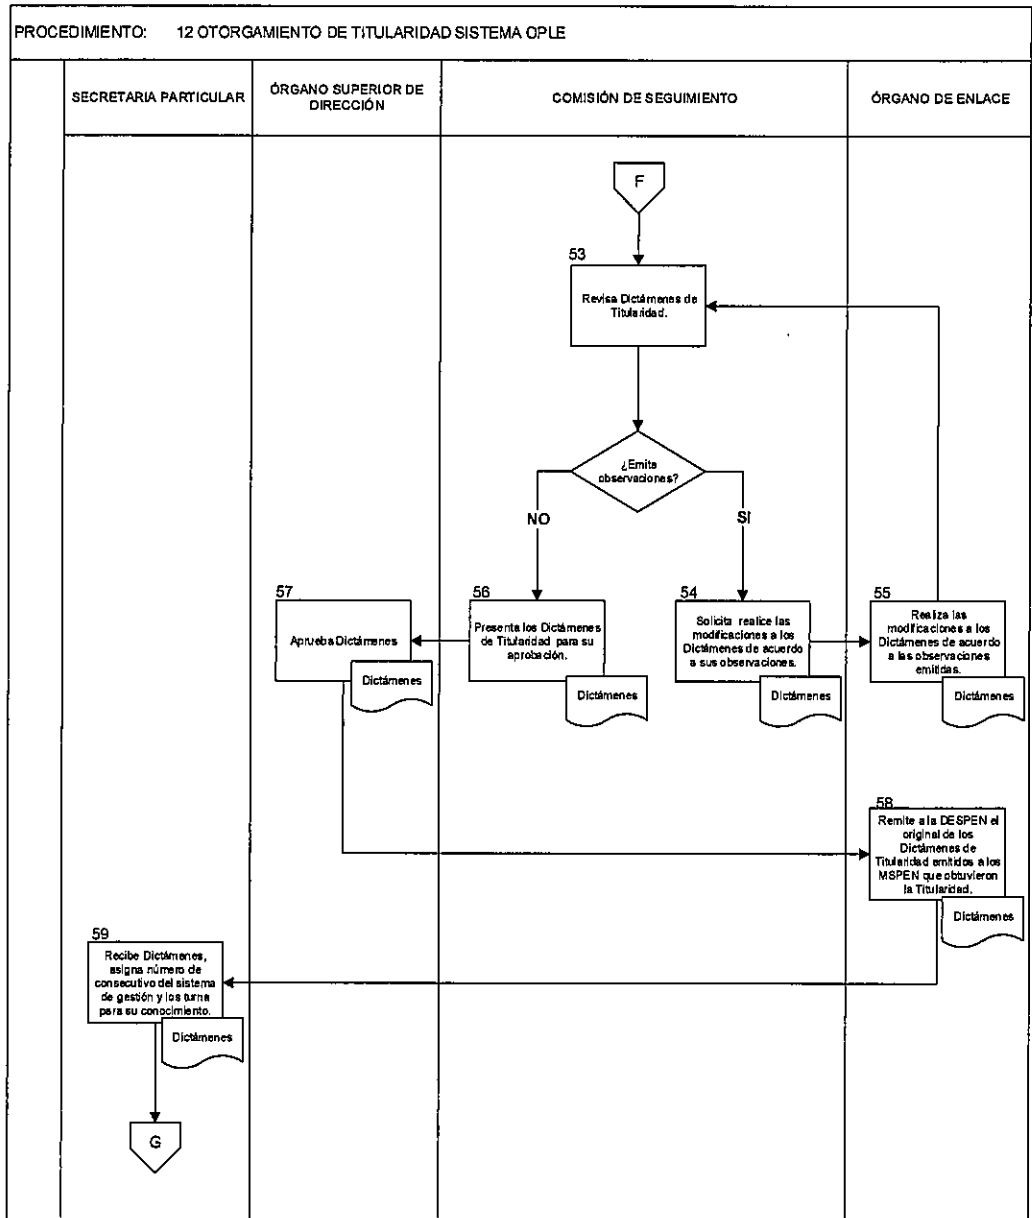 PROCEDIMIENTO: 12 OTORGAMIENTO DE TITULARIDAD SISTEMA OPLE
SECRETARIA PARTICULAR
ÓRGANO SUPERIOR DE
DIRECCIÓN
COMISIÓN DE SEGUIMIENTO
ÓRGANO DE ENLACE
F
53
Revisa Dictámenes de
Titularidad.
¿Emite
observaciones?
NO
SI
57
Aprueba Dictámenes
Dictámenes
56
Presenta los Dictámenes
de Titularidad para su
aprobación.
Dictámenes
54
Solicita realice las
modificaciones a los
Dictámenes de acuerdo
a sus observaciones.
Dictámenes
55
Realiza las
modificaciones a los
Dictámenes de acuerdo
a las observaciones
emitidas.
Dictámenes
58
Remite a la DESPEN el
original de los
Dictámenes de
Titularidad emitidos a los
MSPEN que obtuvieron
la Titularidad.
Dictámenes
59
Recibe Dictámenes,
asigna número de
consecutivo del sistema
de gestión y los turna
para su conocimiento.
Dictámenes
G